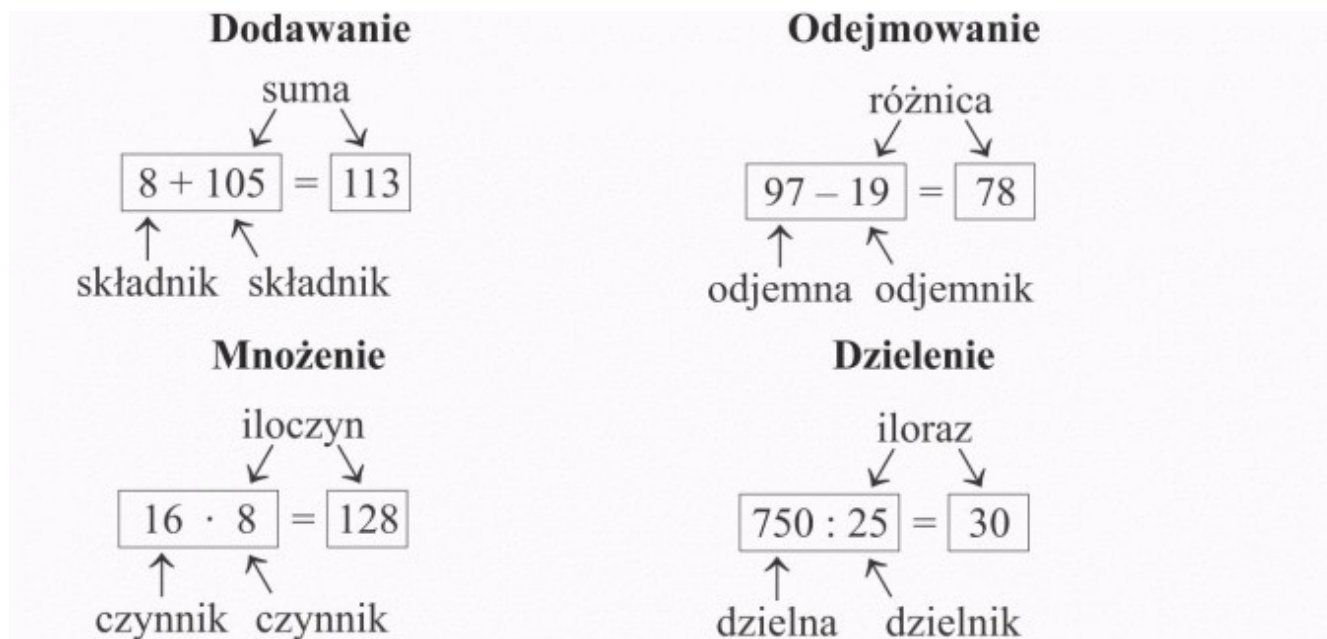 Dodawanie
suma
8 + 105 = 113
składnik składnik
Odejmowanie
różnica
97 – 19 = 78
odjemna odjemnik
Mnożenie
iloczyn
16 · 8 = 128
czynnik czynnik
Dzielenie
iloraz
750 : 25 = 30
dzielna dzielnik